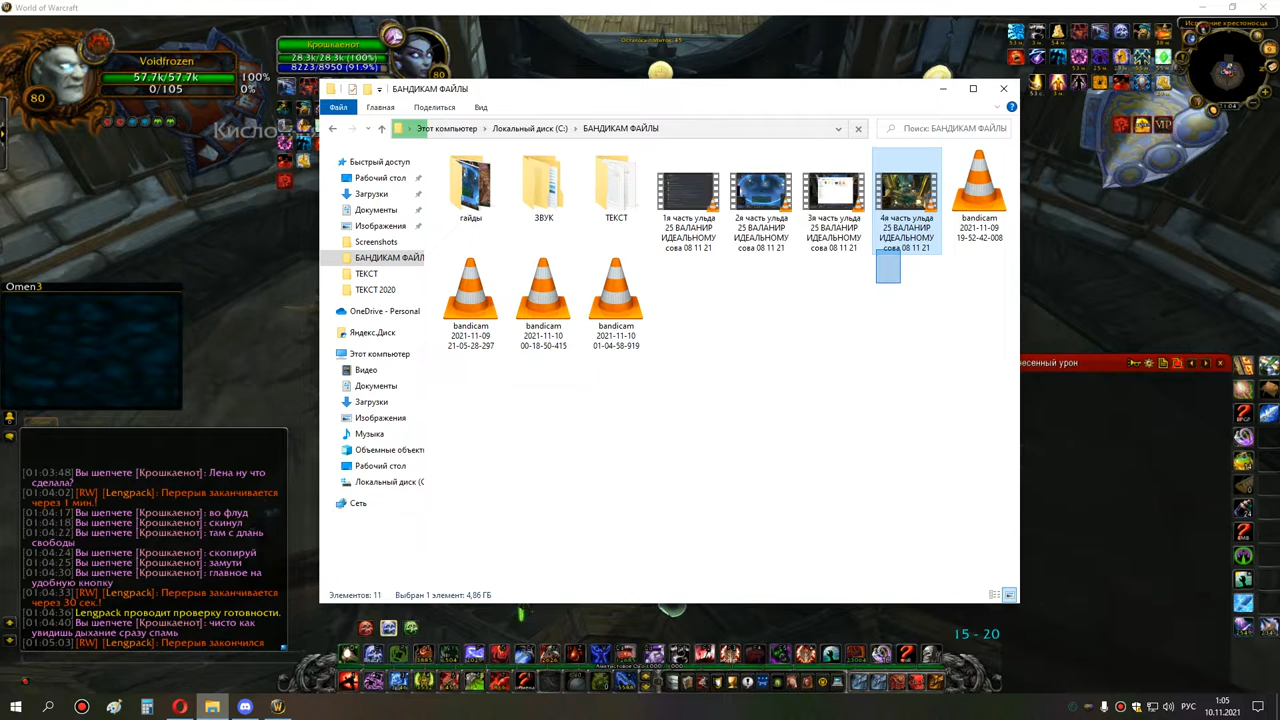 World of Warcraft
Осталось попыток: 45
Испытание крестоносца
Voidfrozen
57.7k/57.7k
100%
0/105
0%
80
Крошкаенот
28.3k/28.3k (100%)
8223/8950 (91.9%)
80
VIP
21:04
БАНДИКАМ ФАЙЛЫ
Файл
Главная
Поделиться
Вид
Этот компьютер
Локальный диск (C:)
БАНДИКАМ ФАЙЛЫ
Поиск: БАНДИКАМ ФАЙЛЫ
Быстрый доступ
Рабочий стол
Загрузки
Документы
Изображения
Screenshots
БАНДИКАМ ФАЙЛ
ТЕКСТ
ТЕКСТ 2020
OneDrive - Personal
Яндекс.Диск
Этот компьютер
Видео
Документы
Загрузки
Изображения
Музыка
Объемные объект
Рабочий стол
Локальный диск (C
Сеть
гайды
ЗВУК
ТЕКСТ
1я часть ульда
25 ВАЛАНИР
ИДЕАЛЬНОМУ
сова 08 11 21
2я часть ульда
25 ВАЛАНИР
ИДЕАЛЬНОМУ
сова 08 11 21
3я часть ульда
25 ВАЛАНИР
ИДЕАЛЬНОМУ
сова 08 11 21
4я часть ульда
25 ВАЛАНИР
ИДЕАЛЬНОМУ
сова 08 11 21
bandicam
2021-11-09
19-52-42-008
bandicam
2021-11-09
21-05-28-297
bandicam
2021-11-10
00-18-50-415
bandicam
2021-11-10
01-04-58-919
Элементов: 11
Выбран 1 элемент: 4,86 ГБ
Omen3
несенный урон
[01:03:48] Вы шепчете [Крошкаенот]: Лена ну что
сделала?
[01:04:02] [RW] [Lengpack]: Перерыв заканчивается
через 1 мин.!
[01:04:17] Вы шепчете [Крошкаенот]: во флуд
[01:04:18] Вы шепчете [Крошкаенот]: скинул
[01:04:22] Вы шепчете [Крошкаенот]: там с длань
свободы
[01:04:24] Вы шепчете [Крошкаенот]: скопируй
[01:04:25] Вы шепчете [Крошкаенот]: замути
[01:04:30] Вы шепчете [Крошкаенот]: главное на
удобную кнопку
[01:04:33] [RW] [Lengpack]: Перерыв заканчивается
через 30 сек.!
[01:04:36] Lengpack проводит проверку готовности.
[01:04:40] Вы шепчете [Крошкаенот]: чисто как
увидишь дыхание сразу спамь
[01:05:03] [RW] [Lengpack]: Перерыв закончился
15 - 20
РУС
1:05
10.11.2021